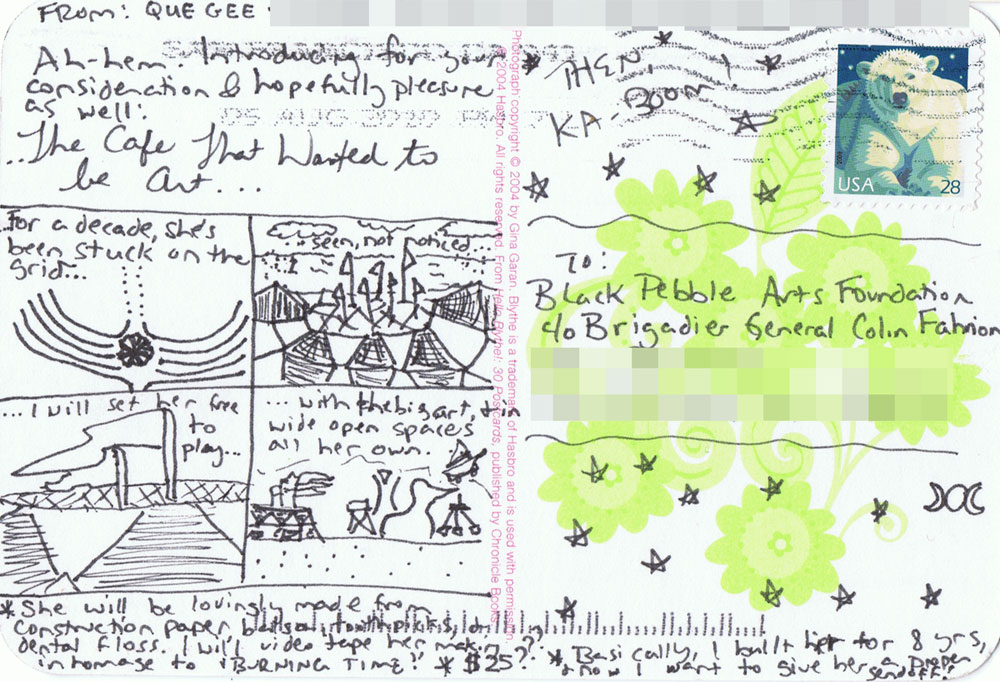 FROM: QUE GEE
Ah-hem... Introducing for your
consideration & hopefully pleasure
as well:
...The Cafe That Wanted to
be Art....
For a decade, she's
been stuck on the
grid...
...seen, not noticed...
...I will set her free
to
play...
...with the big art, in
wide open spaces
all her own.
*She will be lovingly made from
construction paper, balsa, toothpicks, or
dental floss. I will video tape her making
in homage to "BURNING TIME!" * $25??
*Basically, I built her for 8 yrs,
& now I want to give her a proper
sendoff!
Photograph copyright © 2004 by Gina Garan. Blythe is a trademark of Hasbro and is used with permission.
© 2004 Hasbro. All rights reserved. From Hello Blythe!: 30 Postcards, published by Chronicle Books.
THEN,
KA-BOOM!
05 AUG 2020 PM
USA 28
To:
Black Pebble Arts Foundation
c/o Brigadier General Colin Fahrion